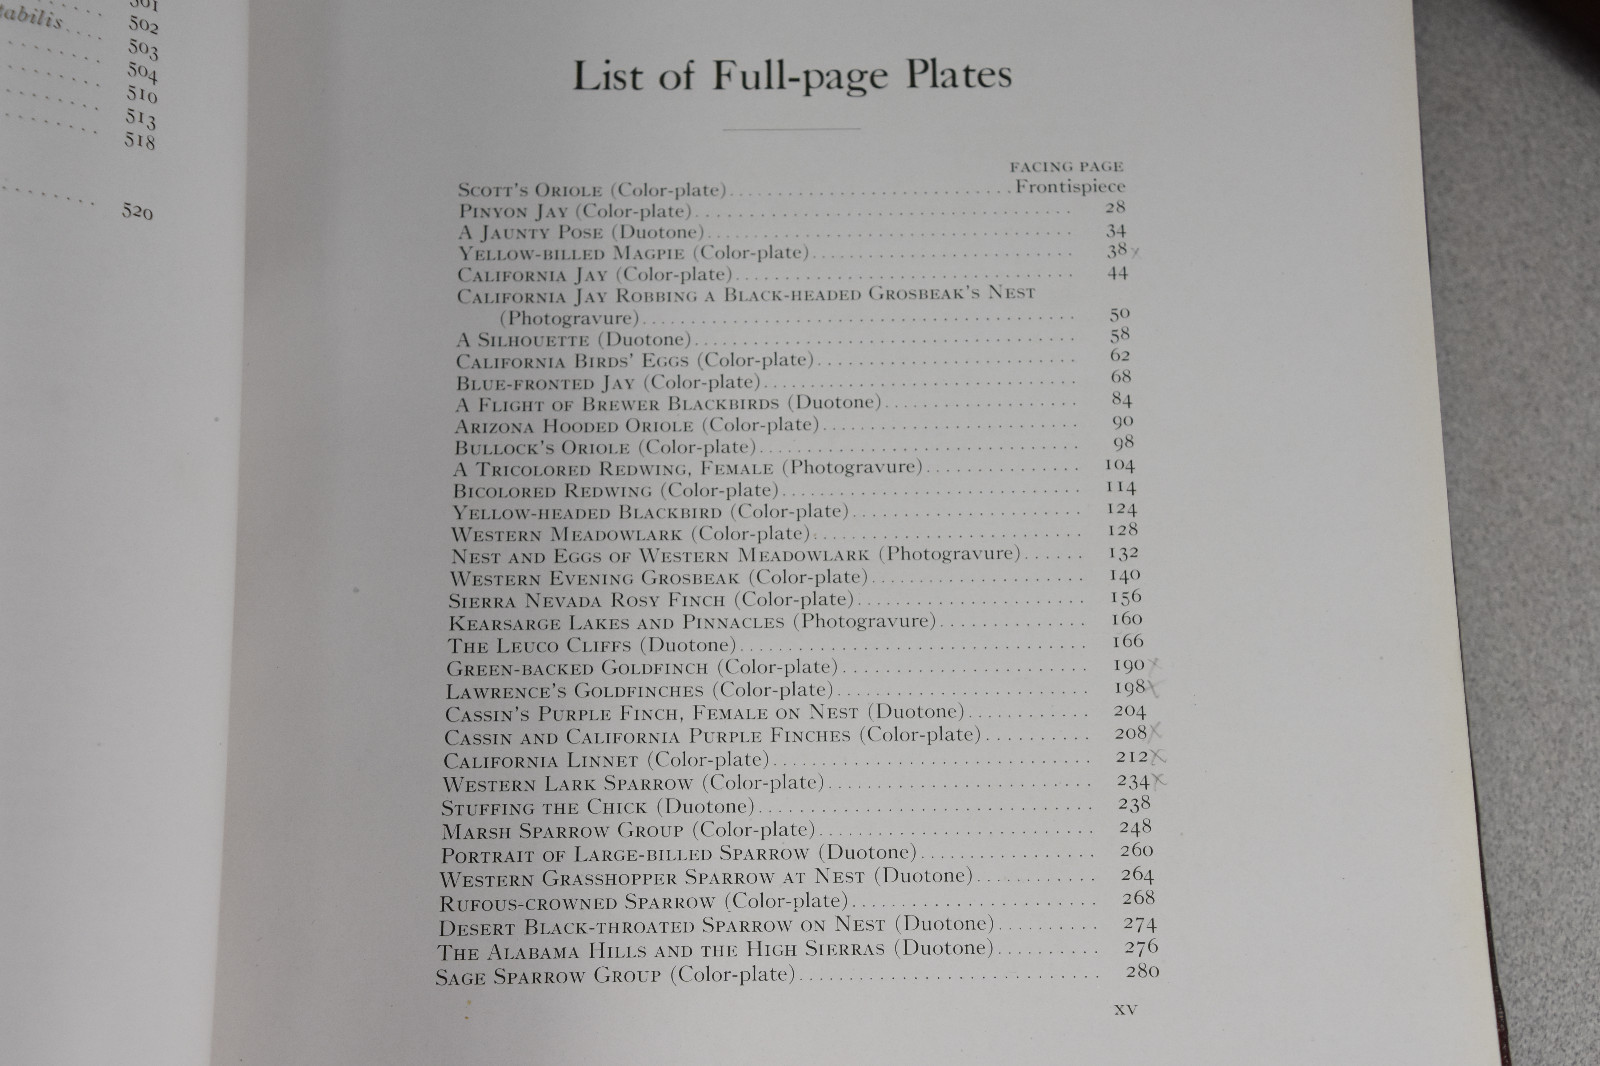 501
tabilis.... 502
503
504
510
513
518
520
List of Full-page Plates
FACING PAGE
SCOTT'S ORIOLE (Color-plate)............................Frontispiece
PINYON JAY (Color-plate)................................ 28
A JAUNTY POSE (Duotone)............................... 34
YELLOW-BILLED MAGPIE (Color-plate)...................... 38x
CALIFORNIA JAY (Color-plate)............................. 44
CALIFORNIA JAY ROBBING A BLACK-HEADED GROSBEAK'S NEST
(Photogravure)..................................... 50
A SILHOUETTE (Duotone)................................. 58
CALIFORNIA BIRDS' EGGS (Color-plate)...................... 62
BLUE-FRONTED JAY (Color-plate)........................... 68
A FLIGHT OF BREWER BLACKBIRDS (Duotone)................. 84
ARIZONA HOODED ORIOLE (Color-plate)...................... 90
BULLOCK'S ORIOLE (Color-plate)........................... 98
A TRICOLORED REDWING, FEMALE (Photogravure).............. 104
BICOLORED REDWING (Color-plate).......................... 114
YELLOW-HEADED BLACKBIRD (Color-plate).................... 124
WESTERN MEADOWLARK (Color-plate)....................... 128
NEST AND EGGS OF WESTERN MEADOWLARK (Photogravure)...... 132
WESTERN EVENING GROSBEAK (Color-plate).................. 140
SIERRA NEVADA ROSY FINCH (Color-plate).................... 156
KEARSARGE LAKES AND PINNACLES (Photogravure)............. 160
THE LEUCO CLIFFS (Duotone).............................. 166
GREEN-BACKED GOLDFINCH (Color-plate)..................... 190x
LAWRENCE'S GOLDFINCHES (Color-plate)...................... 198x
CASSIN'S PURPLE FINCH, FEMALE ON NEST (Duotone)............ 204
CASSIN AND CALIFORNIA PURPLE FINCHES (Color-plate).......... 208x
CALIFORNIA LINNET (Color-plate)........................... 212x
WESTERN LARK SPARROW (Color-plate)....................... 234x
STUFFING THE CHICK (Duotone)............................. 238
MARSH SPARROW GROUP (Color-plate)........................ 248
PORTRAIT OF LARGE-BILLED SPARROW (Duotone)................ 260
WESTERN GRASSHOPPER SPARROW AT NEST (Duotone)........... 264
RUFOUS-CROWNED SPARROW (Color-plate)..................... 268
DESERT BLACK-THROATED SPARROW ON NEST (Duotone).......... 274
THE ALABAMA HILLS AND THE HIGH SIERRAS (Duotone).......... 276
SAGE SPARROW GROUP (Color-plate)........................... 280
XV